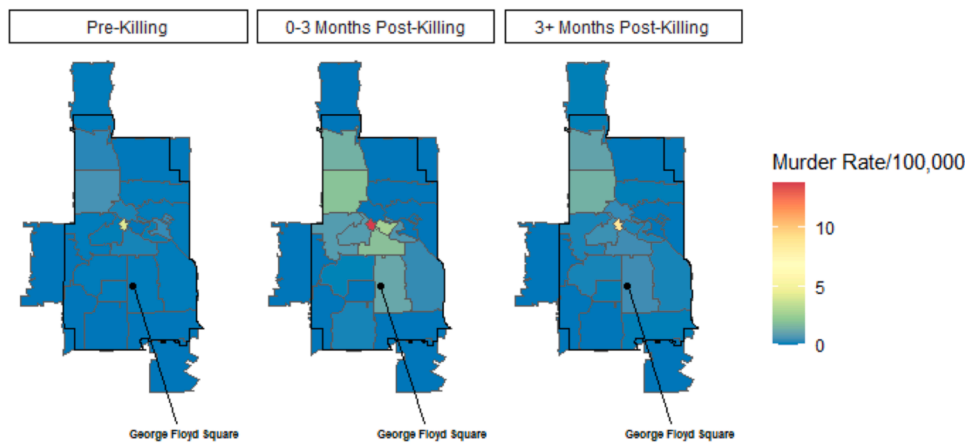 Pre-Killing
0-3 Months Post-Killing
3+ Months Post-Killing
Murder Rate/100,000
10
5
0
George Floyd Square
George Floyd Square
George Floyd Square